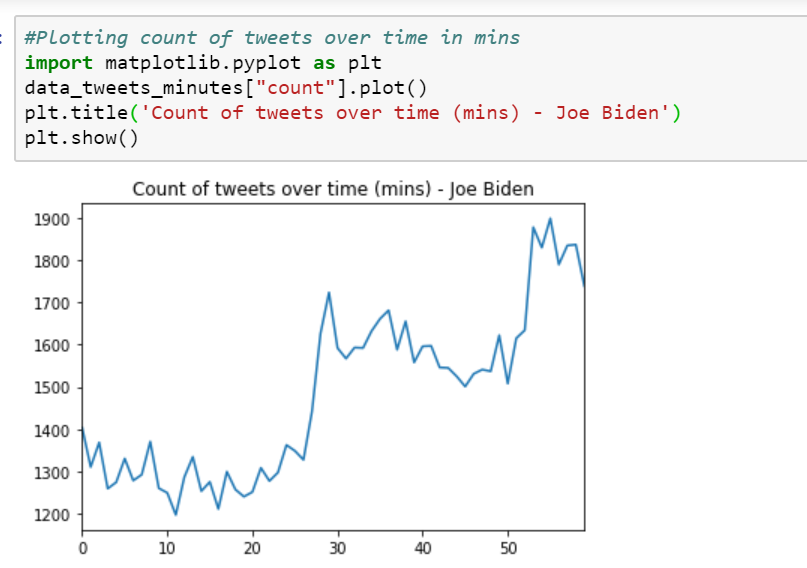 #Plotting count of tweets over time in mins
import matplotlib.pyplot as plt
data_tweets_minutes["count"].plot()
plt.title('Count of tweets over time (mins) - Joe Biden')
plt.show()
Count of tweets over time (mins) - Joe Biden
1900
1800
1700
1600
1500
1400
1300
1200
0 10 20 30 40 50